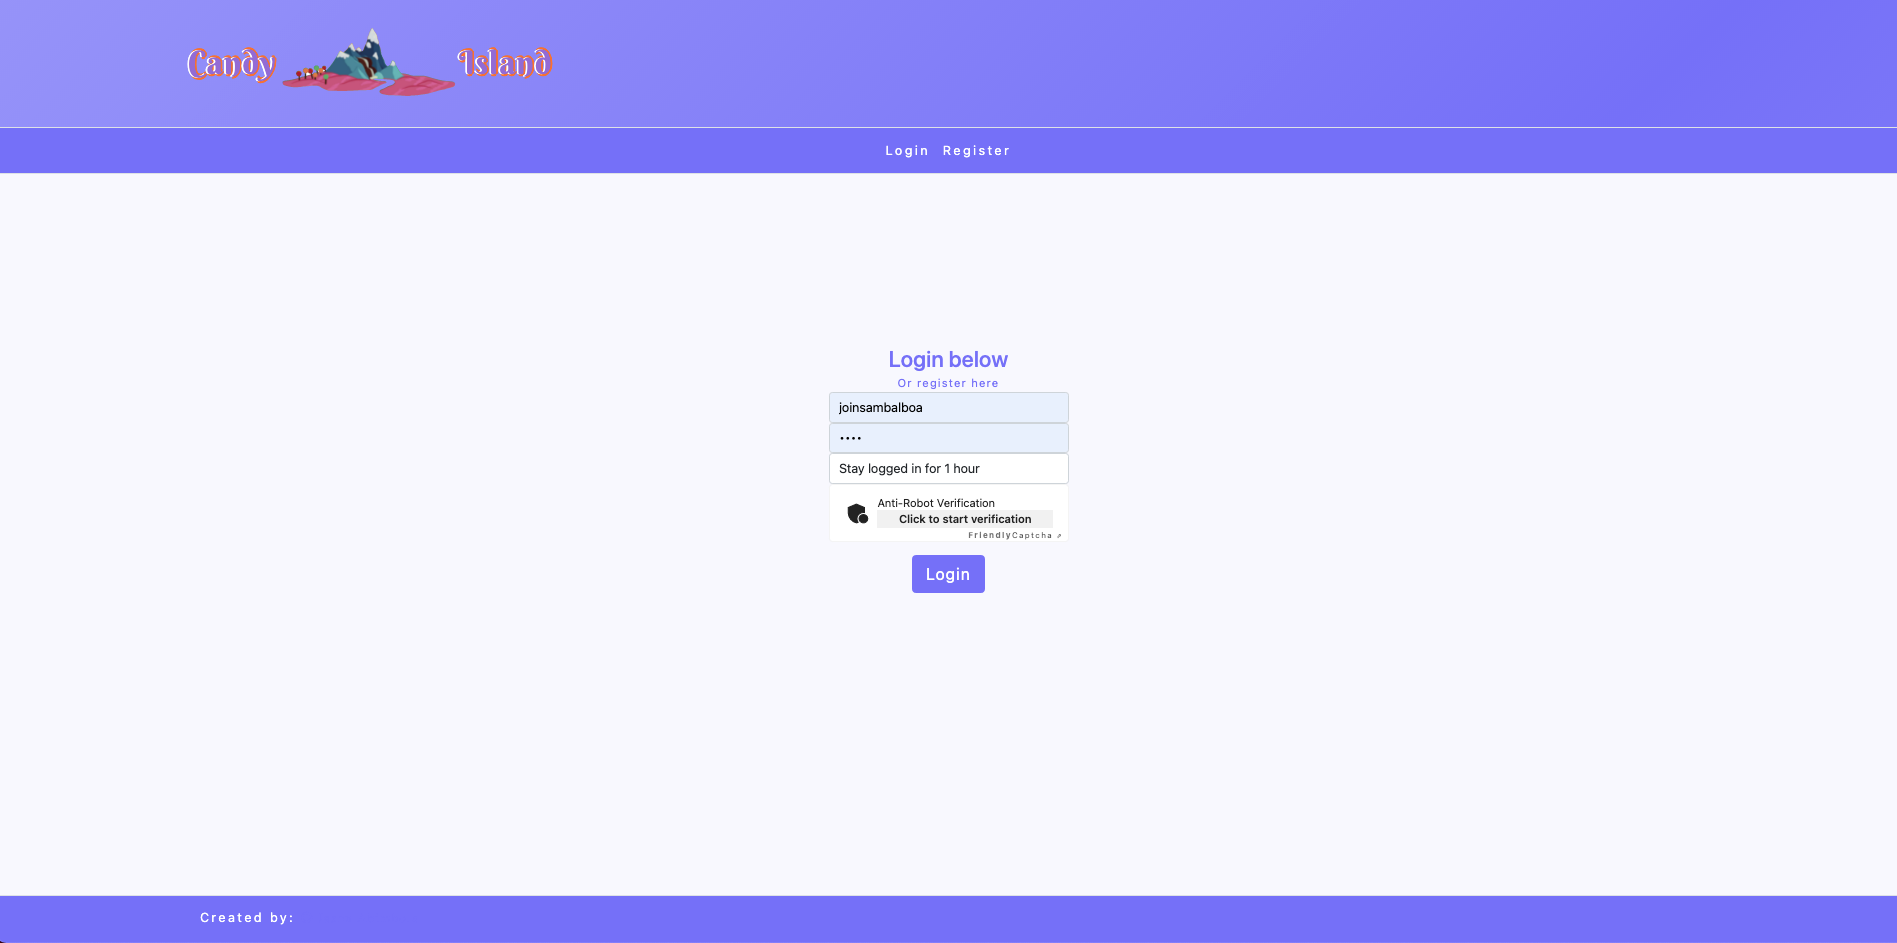 Candy Island
Login Register
Login below
Or register here
joinsambalboa
••••
Stay logged in for 1 hour
Anti-Robot Verification
Click to start verification
FriendlyCaptcha ⇗
Login
Created by: